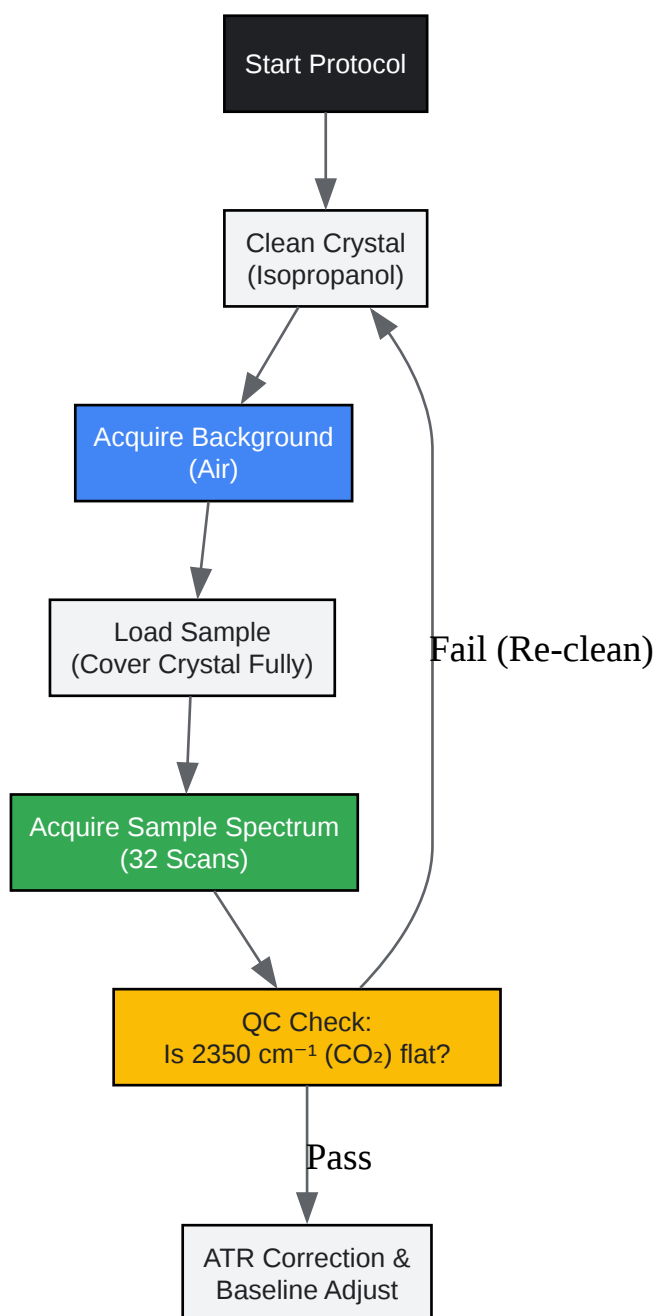 Start Protocol
Clean Crystal
(Isopropanol)
Acquire Background
(Air)
Load Sample
(Cover Crystal Fully)
Fail (Re-clean)
Acquire Sample Spectrum
(32 Scans)
QC Check:
Is 2350 cm⁻¹ (CO₂) flat?
Pass
ATR Correction &
Baseline Adjust